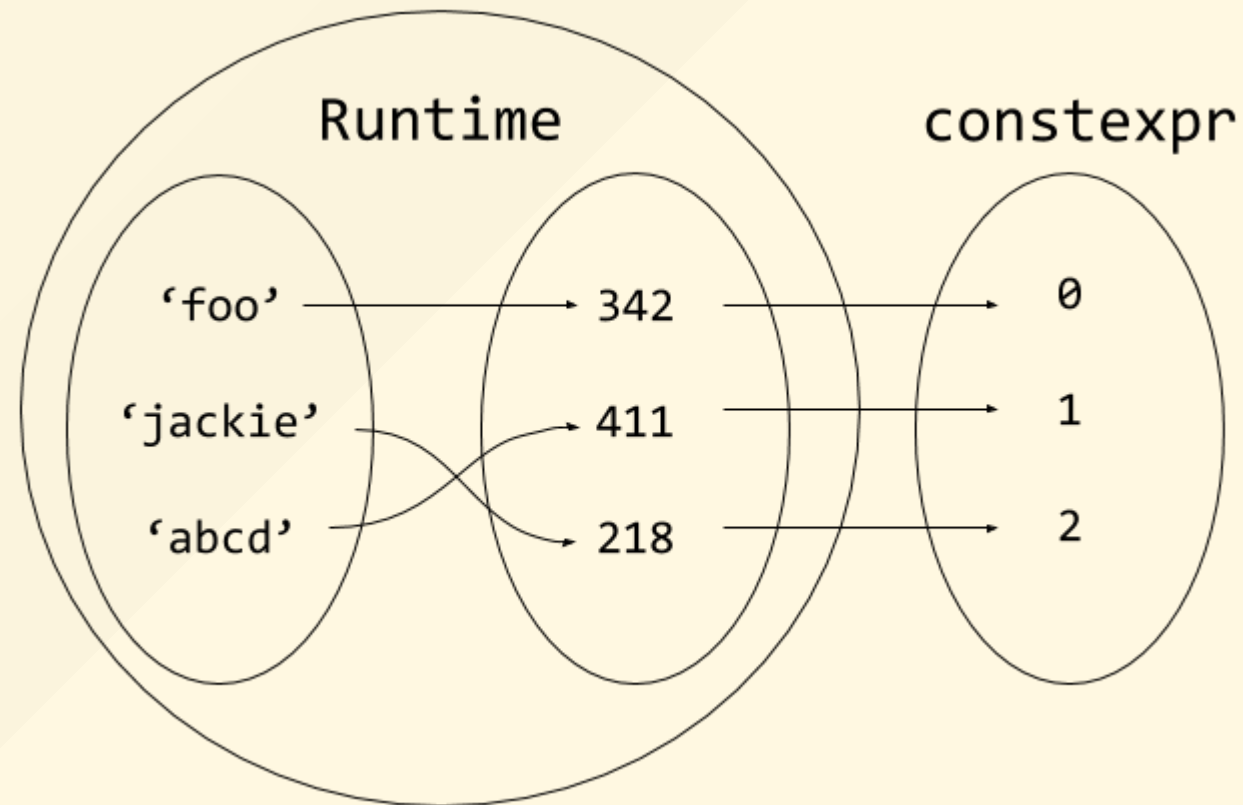 Runtime constexpr
‘foo’ 342 0
‘jackie’ 411 1
‘abcd’ 218 2